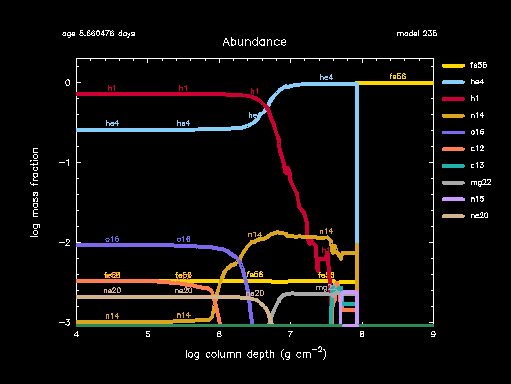 age 5.660476 days
model 235
Abundance
fe56
he4
h1
n14
o16
c12
c13
mg22
n15
ne20
he4
fe56
h1 h1 h1
he4 he4 he
n14 n14
o16 o16
h1
fe56 fe56 fe56 fe56
ne20 ne20 ne20
mg22
n14 n14
0
−1
−2
−3
4 5 6 7 8 9
log mass fraction
log column depth (g cm⁻²)